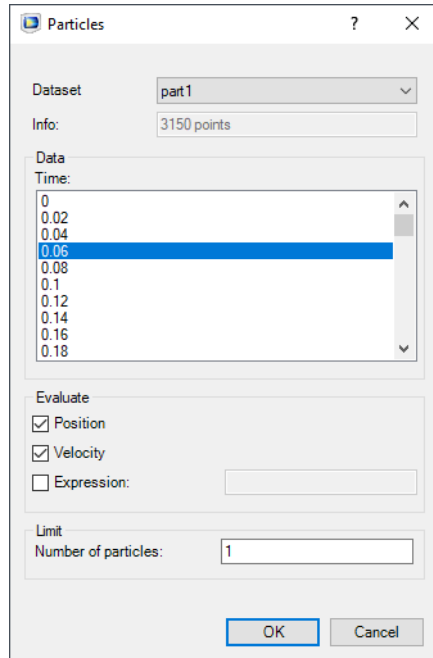 Particles ?
Dataset part1
Info: 3150 points
Data
Time:
0
0.02
0.04
0.06
0.08
0.1
0.12
0.14
0.16
0.18
Evaluate
Position
Velocity
Expression:
Limit
Number of particles: 1
OK Cancel